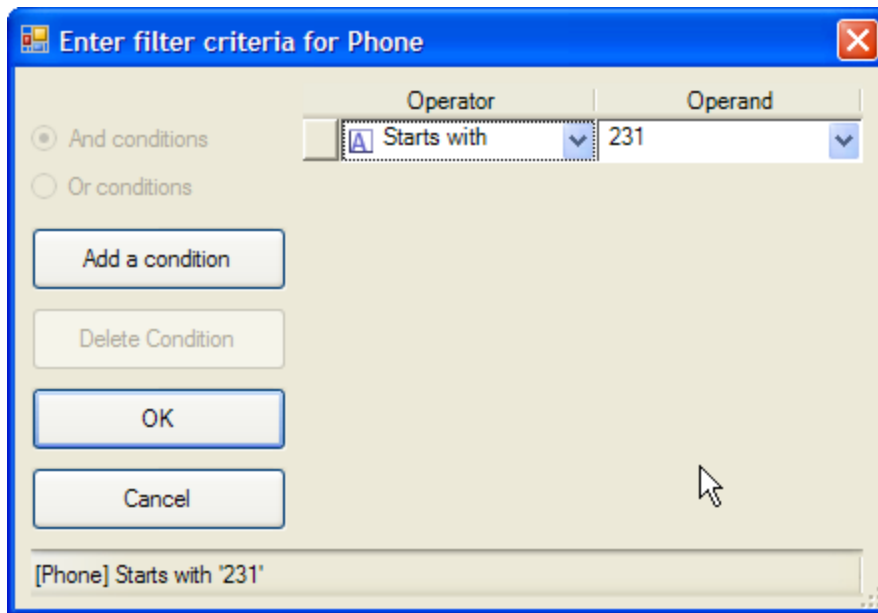 Enter filter criteria for Phone
Operator Operand
And conditions
A Starts with 231
Or conditions
Add a condition
Delete Condition
OK
Cancel
[Phone] Starts with '231'